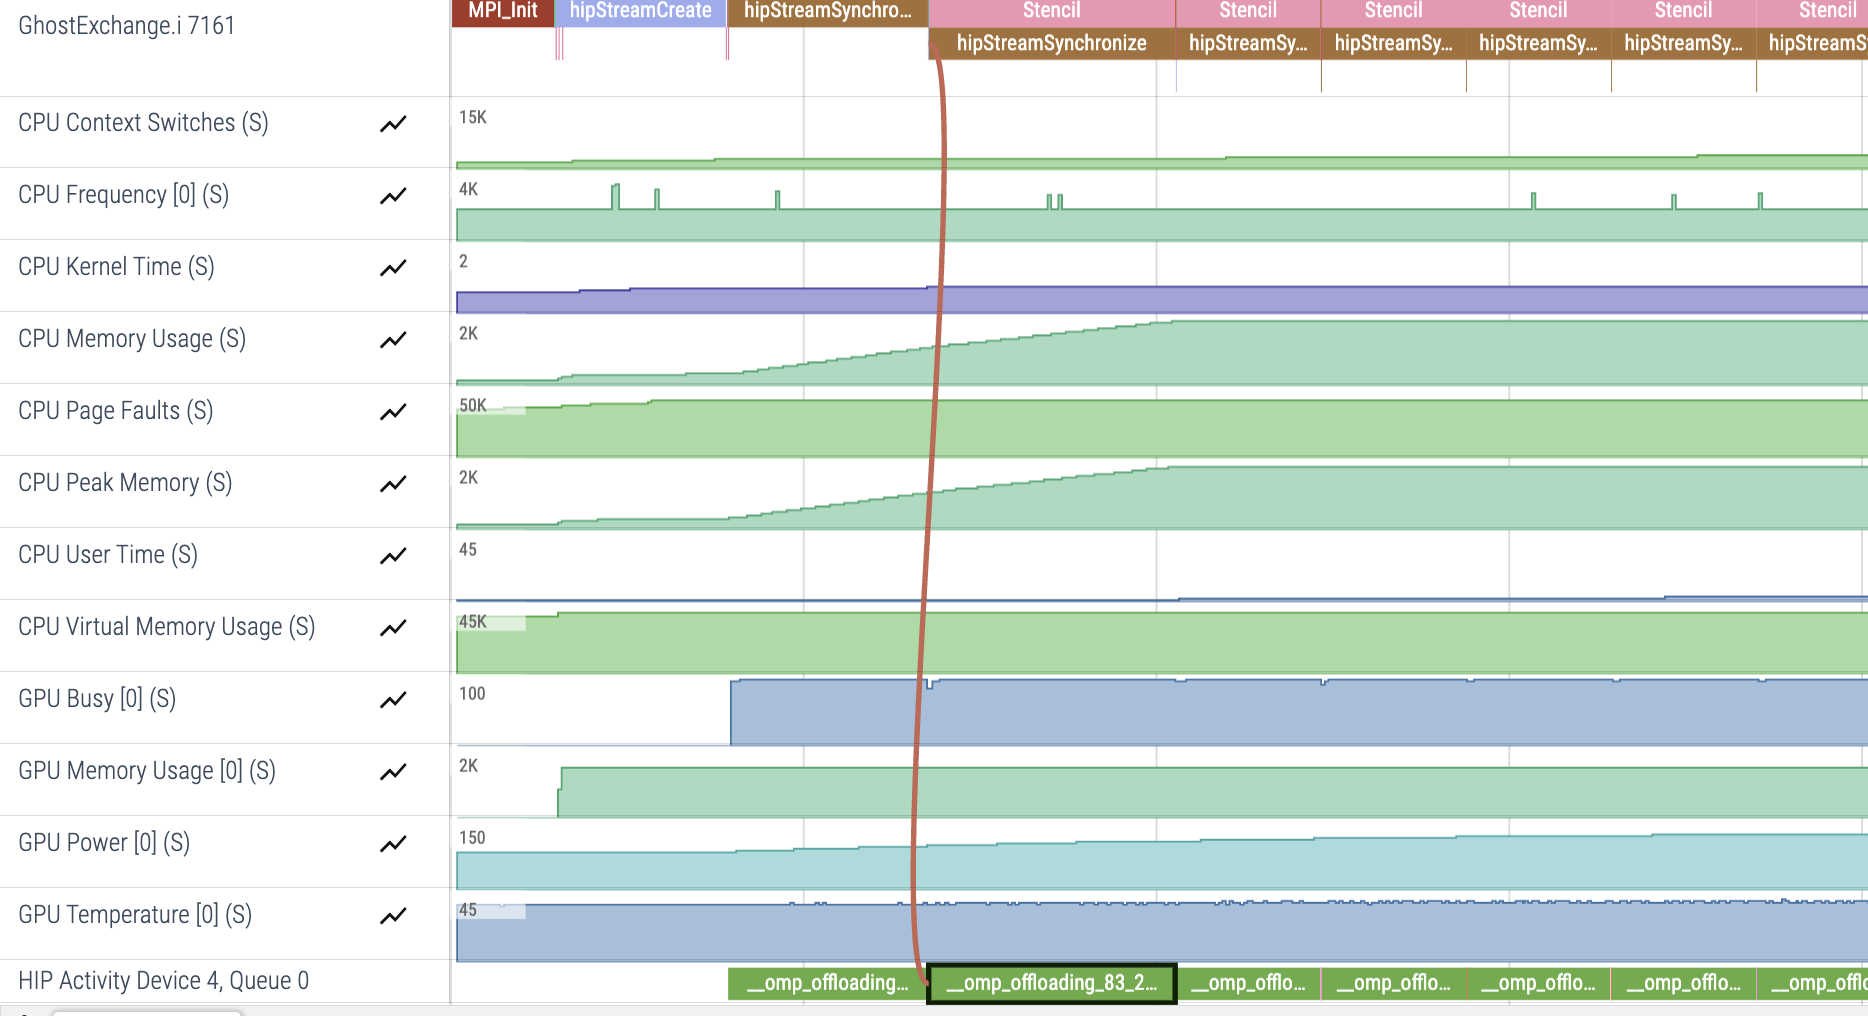 MPI_Init hipStreamCreate hipStreamSynchro... Stencil Stencil Stencil Stencil Stencil Stencil
GhostExchange.i 7161
hipStreamSynchronize hipStreamSy... hipStreamSy... hipStreamSy... hipStreamSy... hipStreamS
CPU Context Switches (S) 15K
CPU Frequency [0] (S) 4K
CPU Kernel Time (S) 2
CPU Memory Usage (S) 2K
CPU Page Faults (S) 50K
CPU Peak Memory (S) 2K
CPU User Time (S) 45
CPU Virtual Memory Usage (S) 45K
GPU Busy [0] (S) 100
GPU Memory Usage [0] (S) 2K
GPU Power [0] (S) 150
GPU Temperature [0] (S) 45
HIP Activity Device 4, Queue 0 __omp_offloading... __omp_offloading_83_2... __omp_offlo... __omp_offlo... __omp_offlo... __omp_offlo... __omp_offlo